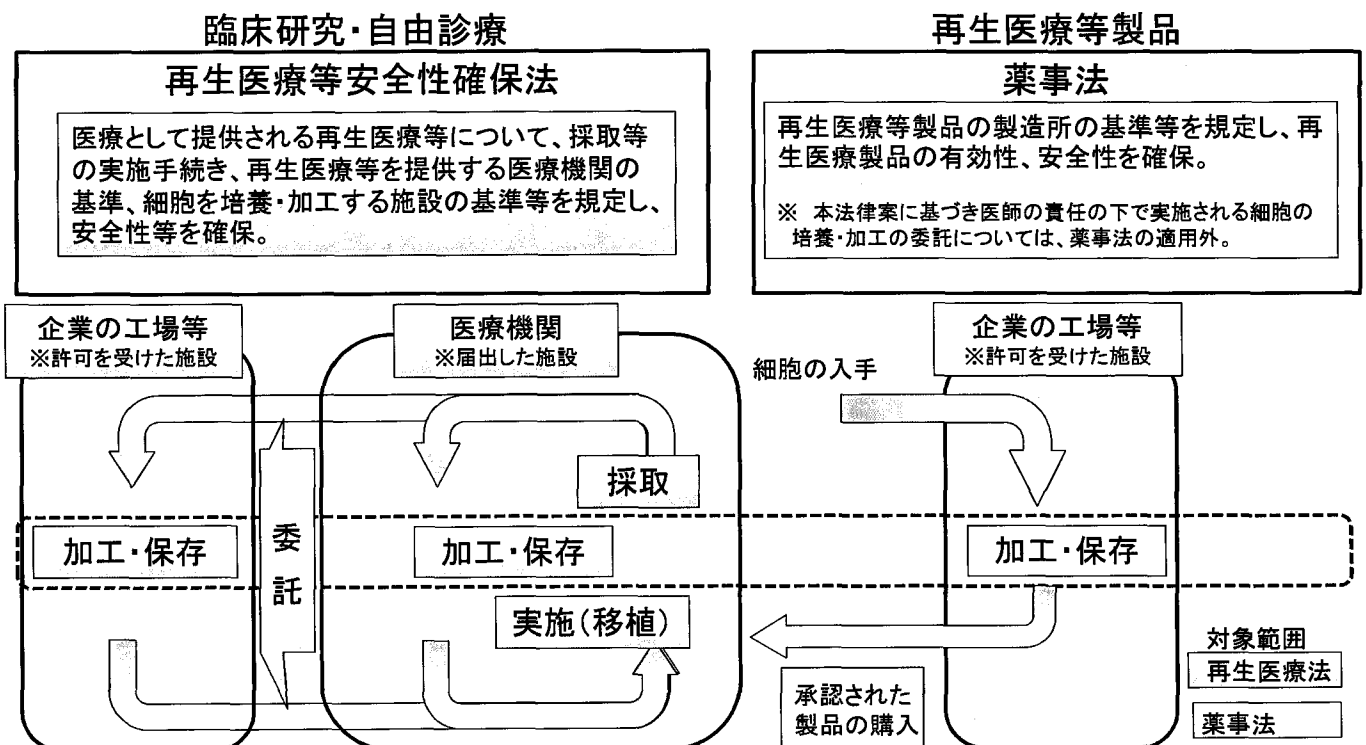 臨床研究・自由診療
再生医療等安全性確保法
医療として提供される再生医療等について、採取等
の実施手続き、再生医療等を提供する医療機関の
基準、細胞を培養・加工する施設の基準等を規定し、
安全性等を確保。
再生医療等製品
薬事法
再生医療等製品の製造所の基準等を規定し、再
生医療製品の有効性、安全性を確保。
※ 本法律案に基づき医師の責任の下で実施される細胞の
培養・加工の委託については、薬事法の適用外。
企業の工場等
※許可を受けた施設
医療機関
※届出した施設
細胞の入手
企業の工場等
※許可を受けた施設
採取
加工・保存
委託
加工・保存
加工・保存
実施(移植)
承認された
製品の購入
対象範囲
再生医療法
薬事法